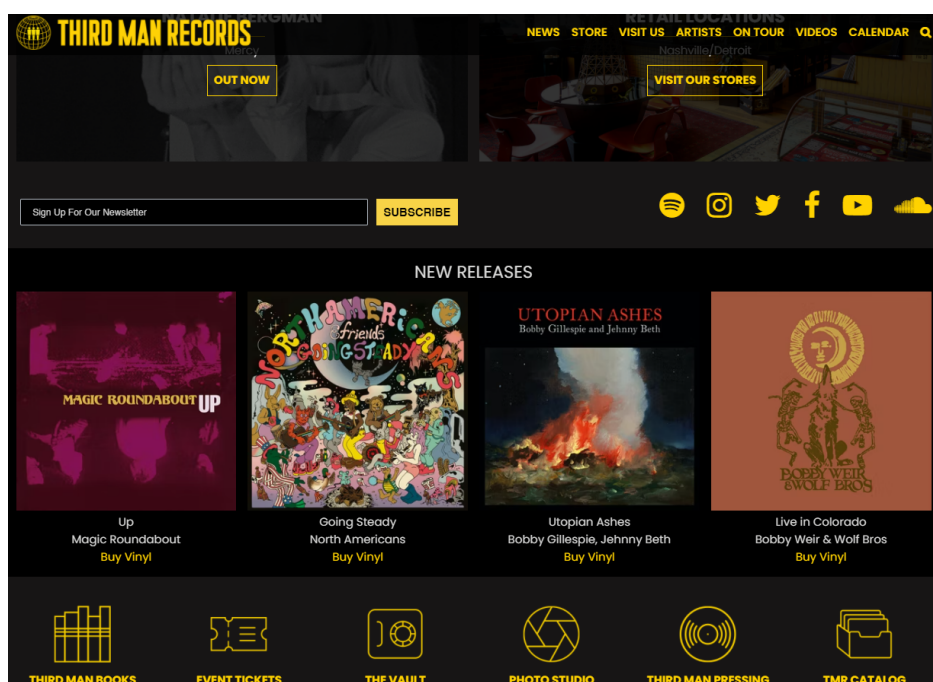 NATALIE BERGMAN
Mercy
OUT NOW
RETAIL LOCATIONS
Nashville/Detroit
VISIT OUR STORES
THIRD MAN RECORDS
NEWS STORE VISIT US ARTISTS ON TOUR VIDEOS CALENDAR
Sign Up For Our Newsletter
SUBSCRIBE
NEW RELEASES
MAGIC ROUNDABOUT UP
NORTH AMERICANS
& friends
GOING STEADY
UTOPIAN ASHES
Bobby Gillespie and Jehnny Beth
BOBBY WEIR
& WOLF BROS
Up
Magic Roundabout
Buy Vinyl
Going Steady
North Americans
Buy Vinyl
Utopian Ashes
Bobby Gillespie, Jehnny Beth
Buy Vinyl
Live in Colorado
Bobby Weir & Wolf Bros
Buy Vinyl
THIRD MAN BOOKS
EVENT TICKETS
THE VAULT
PHOTO STUDIO
THIRD MAN PRESSING
TMR CATALOG